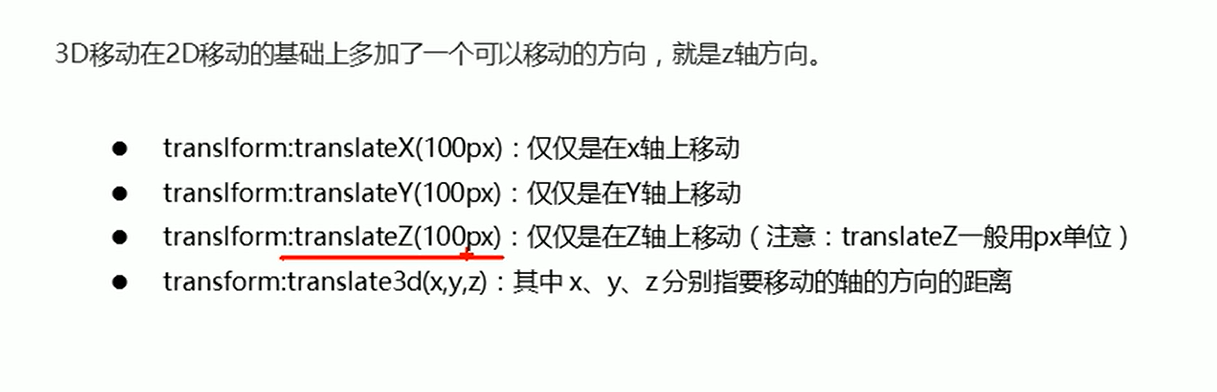 3D移动在2D移动的基础上多加了一个可以移动的方向，就是z轴方向。
● translform:translateX(100px)：仅仅是在x轴上移动
● translform:translateY(100px)：仅仅是在Y轴上移动
● translform:translateZ(100px)：仅仅是在Z轴上移动（注意：translateZ一般用px单位）
● transform:translate3d(x,y,z)：其中 x、y、z 分别指要移动的轴的方向的距离